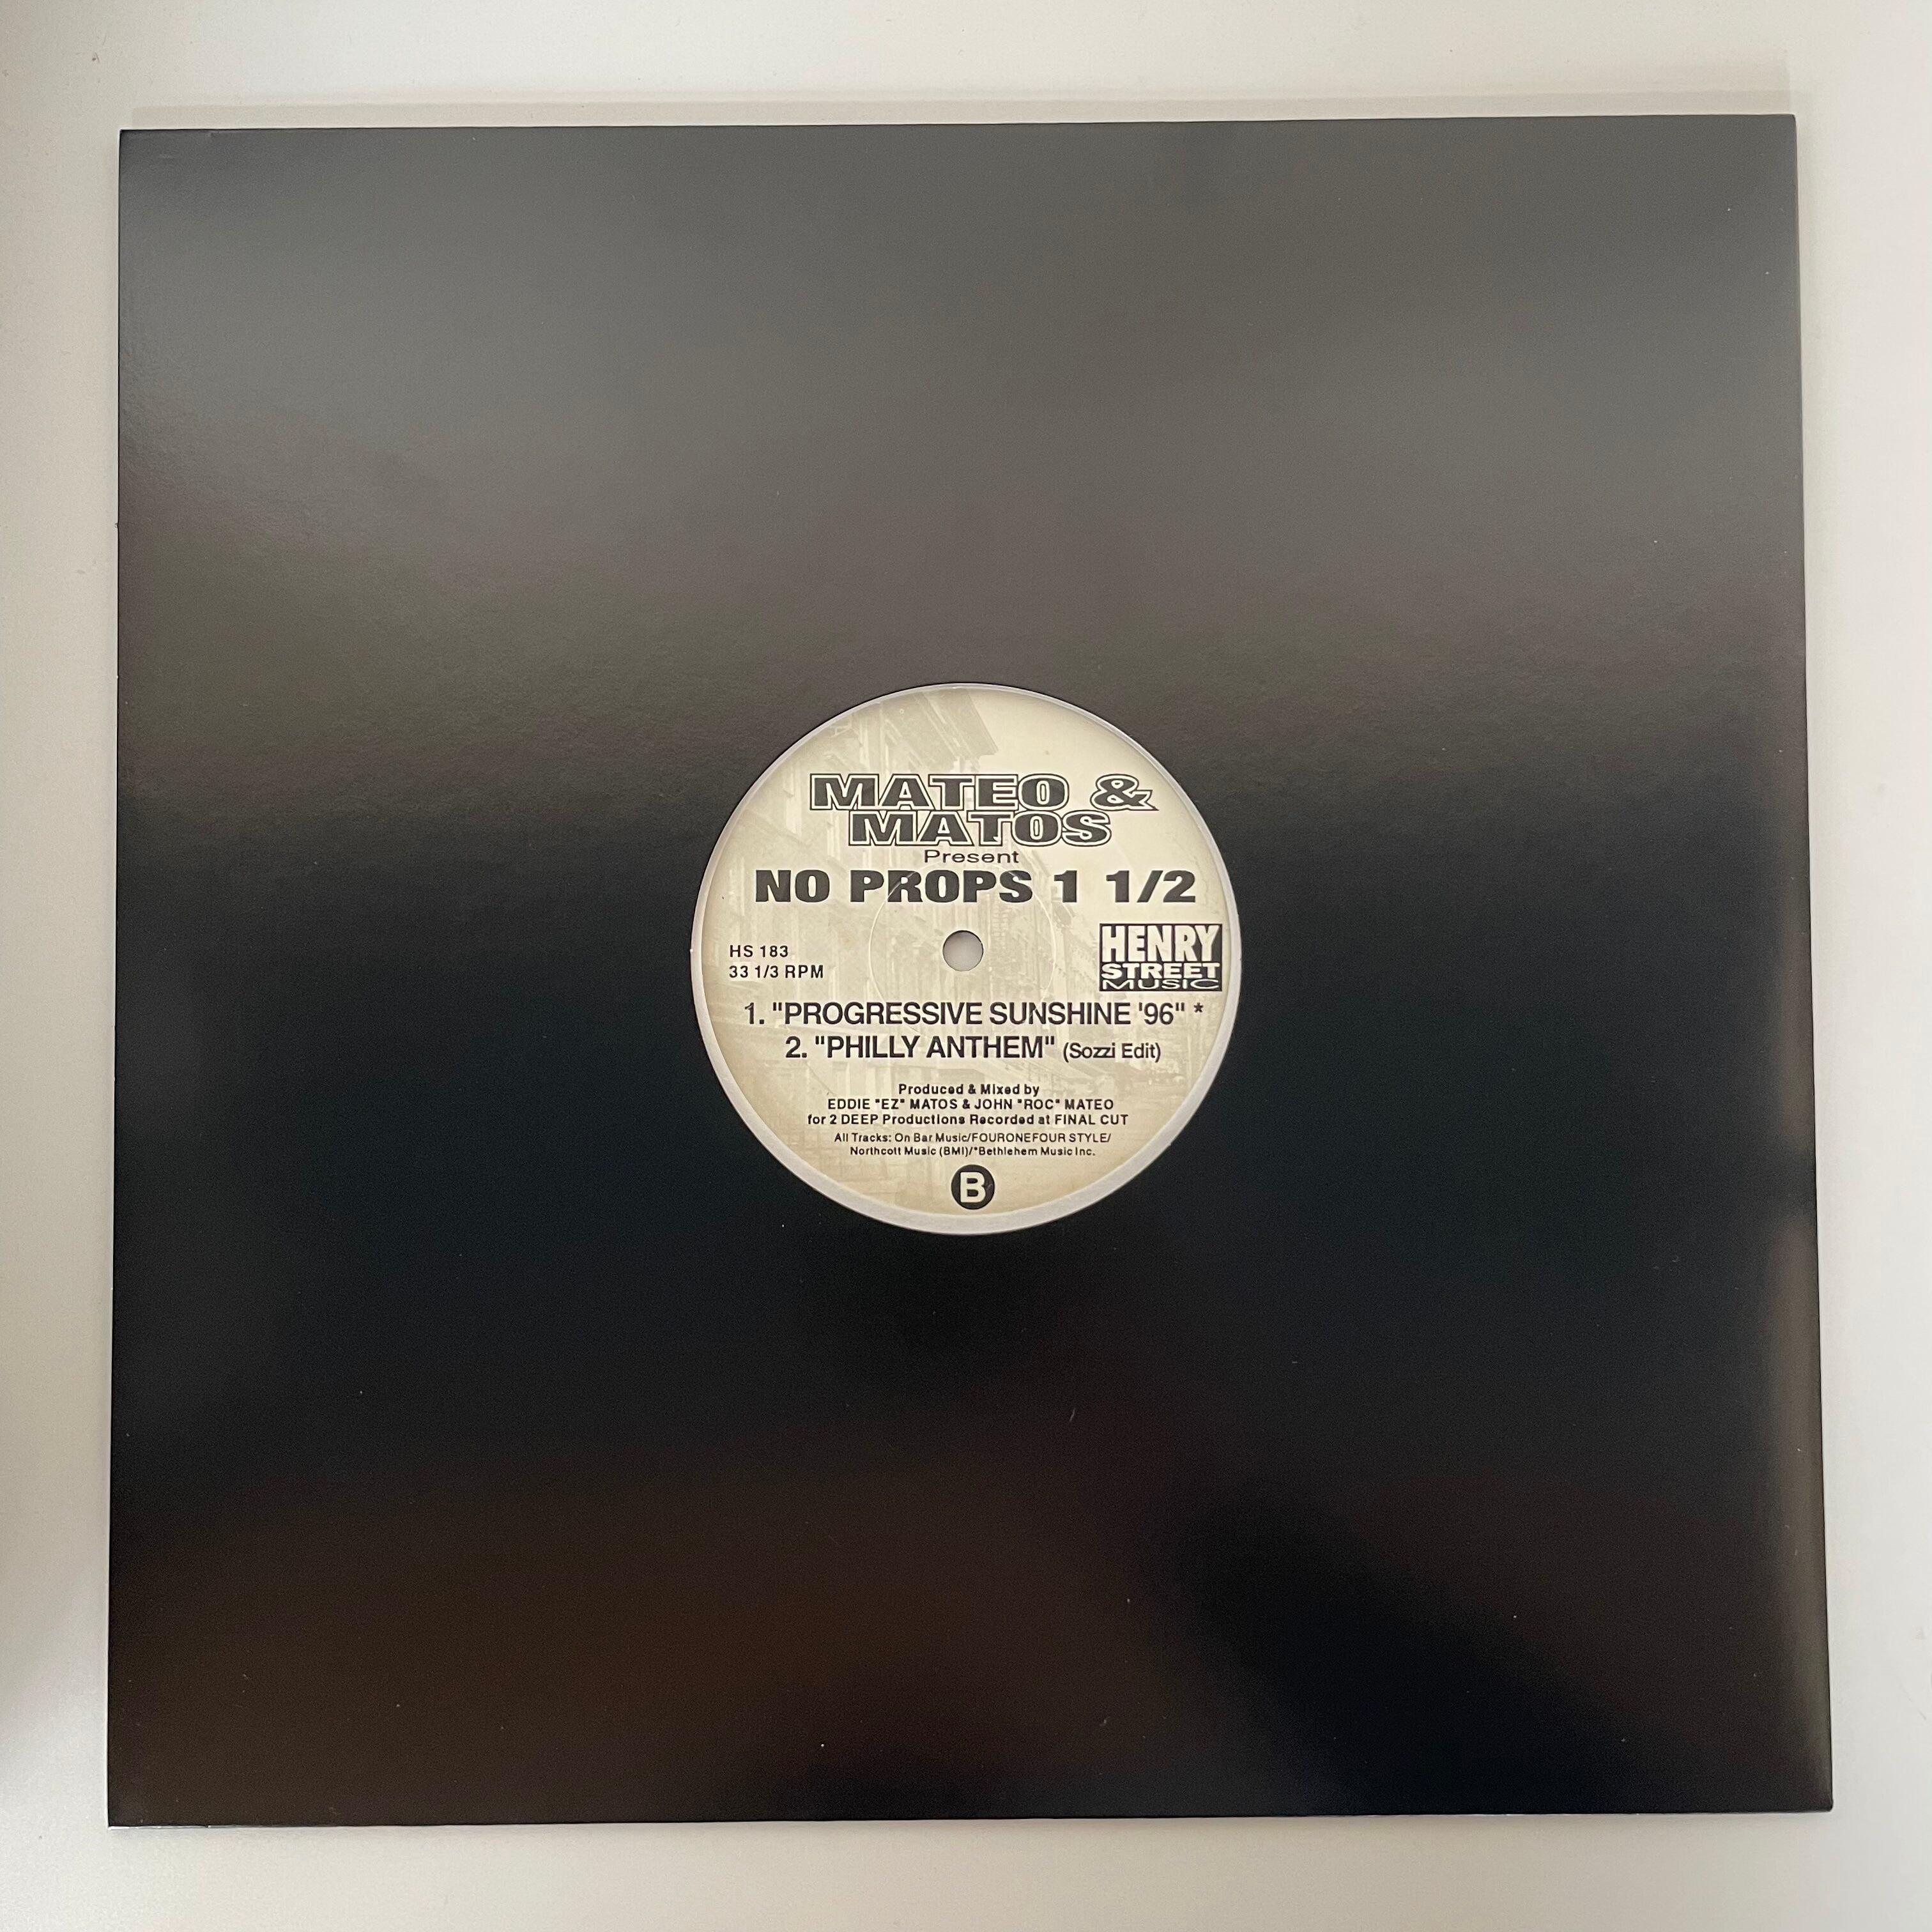 MATEO &
MATOS
Present
NO PROPS 1 1/2
HS 183
33 1/3 RPM
HENRY
STREET
MUSIC
1. "PROGRESSIVE SUNSHINE '96" *
2. "PHILLY ANTHEM" (Sozzi Edit)
Produced & Mixed by
EDDIE "EZ" MATOS & JOHN "ROC" MATEO
for 2 DEEP Productions Recorded at FINAL CUT
All Tracks: On Bar Music/FOURONEFOUR STYLE/
Northcott Music (BMI)/*Bethlehem Music Inc.
B